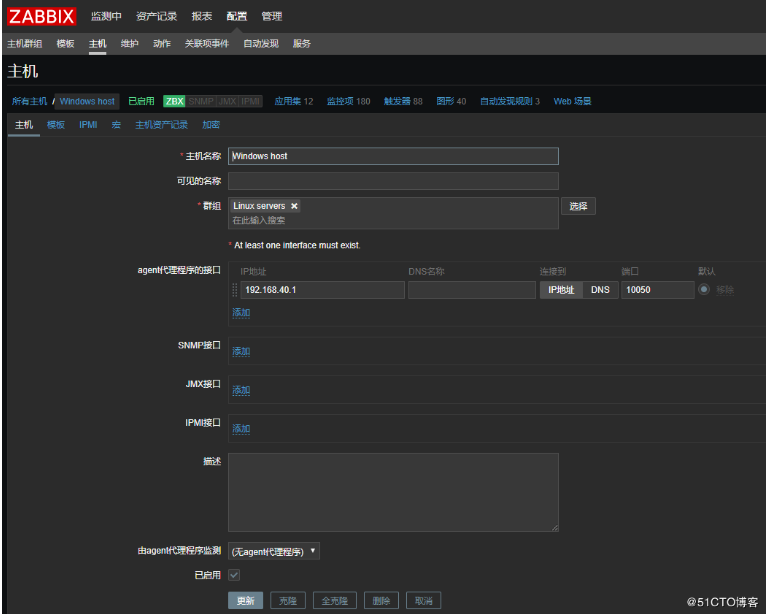 ZABBIX 监测中 资产记录 报表 配置 管理
主机群组 模板 主机 维护 动作 关联项事件 自动发现 服务
主机
所有主机 / Windows host 已启用 ZBX SNMP JMX IPMI 应用集 12 监控项 180 触发器 88 图形 40 自动发现规则 3 Web 场景
主机 模板 IPMI 宏 主机资产记录 加密
* 主机名称 Windows host
可见的名称
* 群组 Linux servers × 选择
在此输入搜索
* At least one interface must exist.
agent代理程序的接口 IP地址 DNS名称 连接到 端口 默认
192.168.40.1 IP地址 DNS 10050 移除
添加
SNMP接口 添加
JMX接口 添加
IPMI接口 添加
描述
由agent代理程序监测 (无agent代理程序)
已启用
更新 克隆 全克隆 删除 取消
@51CTO博客